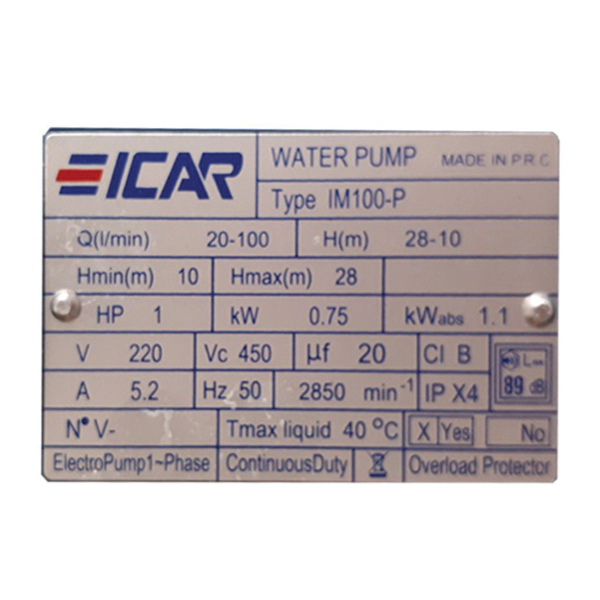 EICAR
WATER PUMP MADE IN P.R.C
Type IM100-P
Q(l/min) 20-100 H(m) 28-10
Hmin(m) 10 Hmax(m) 28
HP 1 kW 0.75 kWabs 1.1
V 220 Vc 450 µf 20 Cl B
A 5.2 Hz 50 2850 min⁻¹ IP X4
89 dB
N° V- Tmax liquid 40 °C X Yes No
ElectroPump1~Phase ContinuousDuty Overload Protector